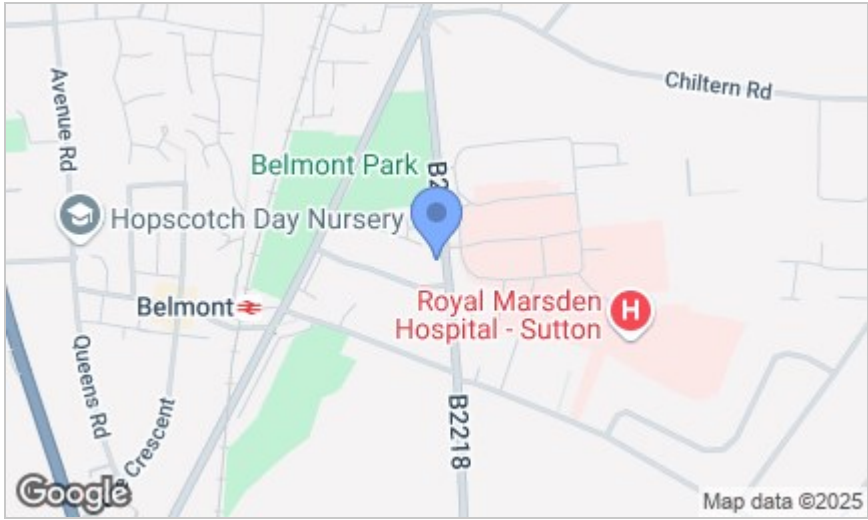 Avenue Rd
Chiltern Rd
Belmont Park
B2
Hopscotch Day Nursery
Belmont
Royal Marsden
Hospital - Sutton
H
Queens Rd
Crescent
B2218
Google
Map data ©2025